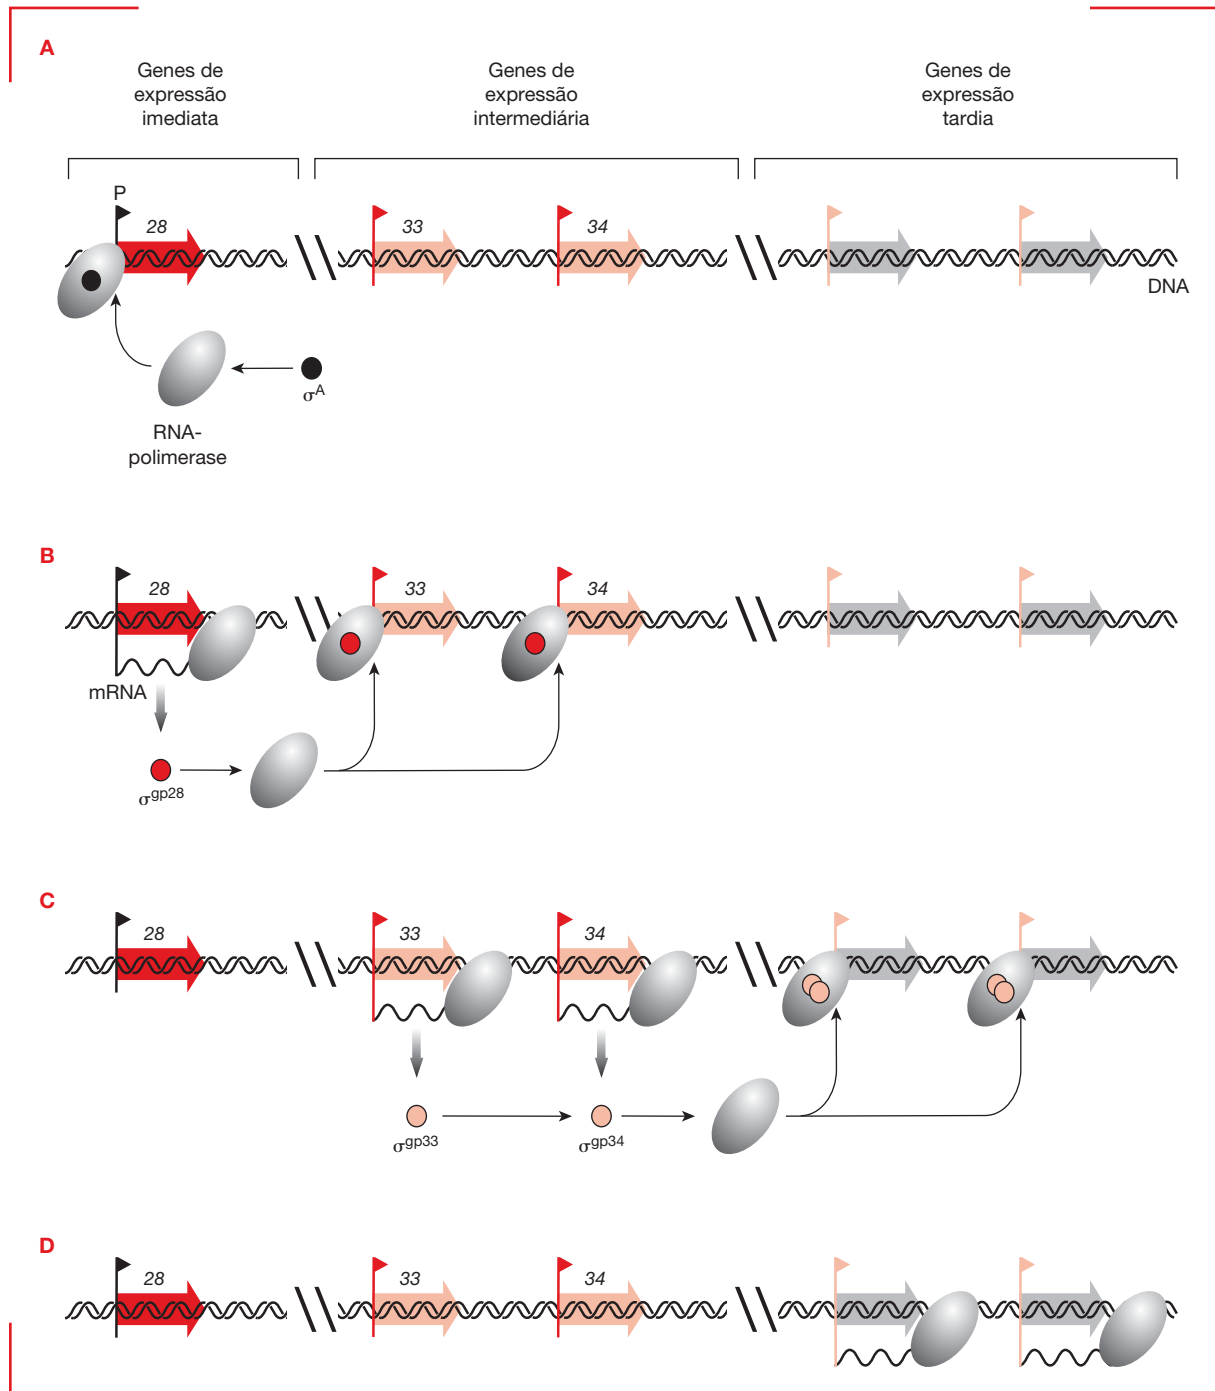 A
Genes de
expressão
imediata
Genes de
expressão
intermediária
Genes de
expressão
tardia
P
28
33
34
DNA
σA
RNA-
polimerase
B
28
33
34
mRNA
σgp28
C
28
33
34
σgp33
σgp34
D
28
33
34